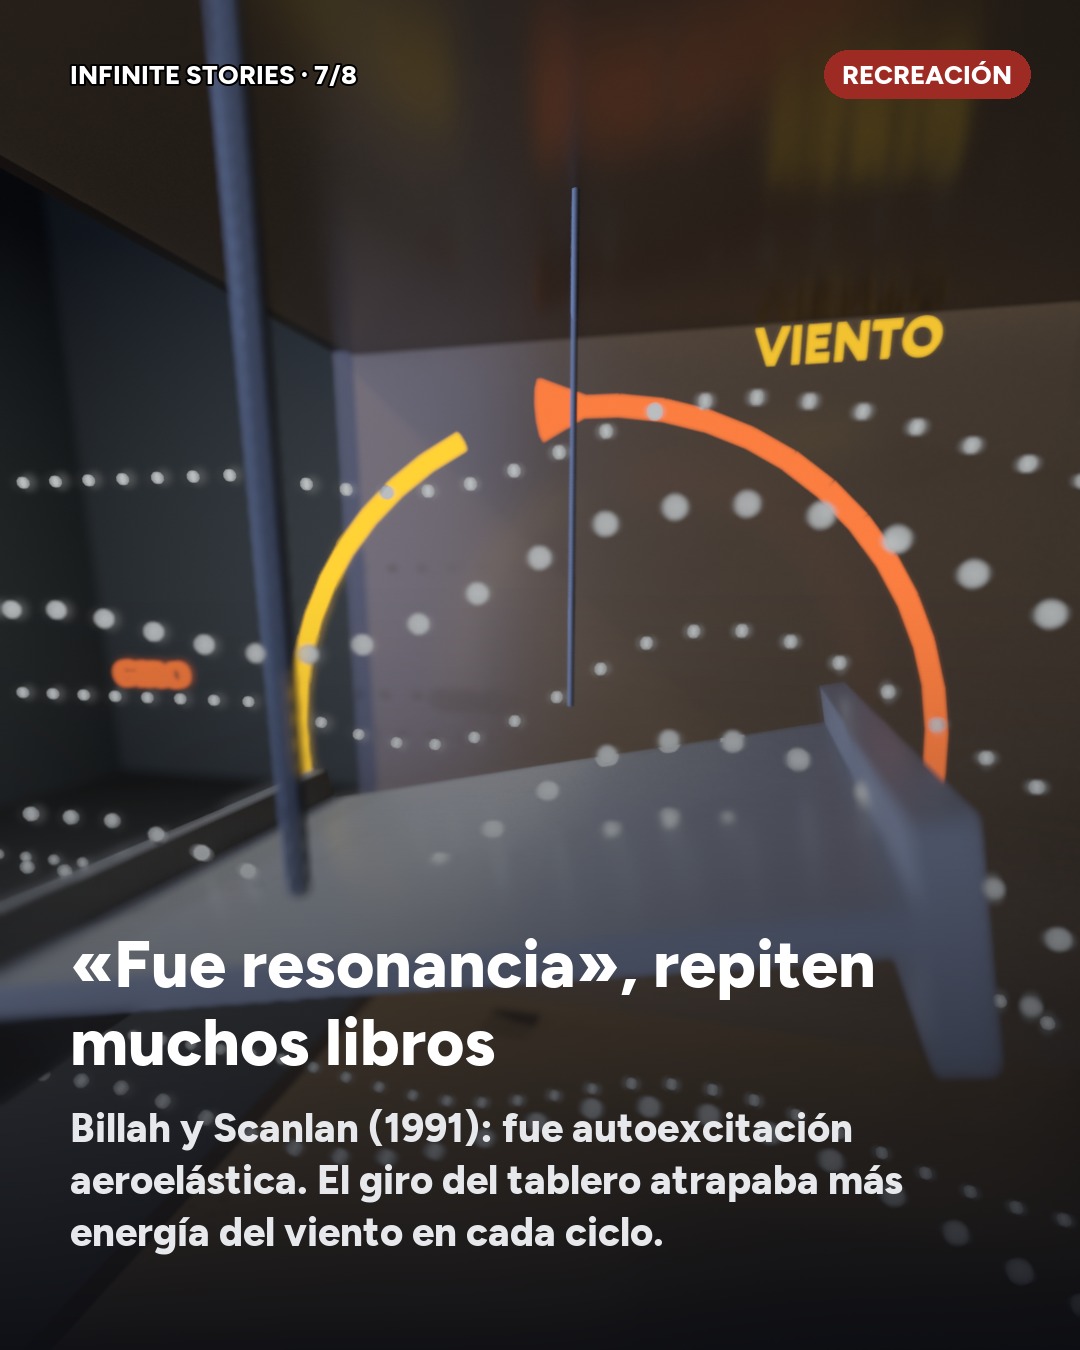 INFINITE STORIES · 7/8
RECREACIÓN
VIENTO
«Fue resonancia», repiten
muchos libros
Billah y Scanlan (1991): fue autoexcitación
aeroelástica. El giro del tablero atrapaba más
energía del viento en cada ciclo.